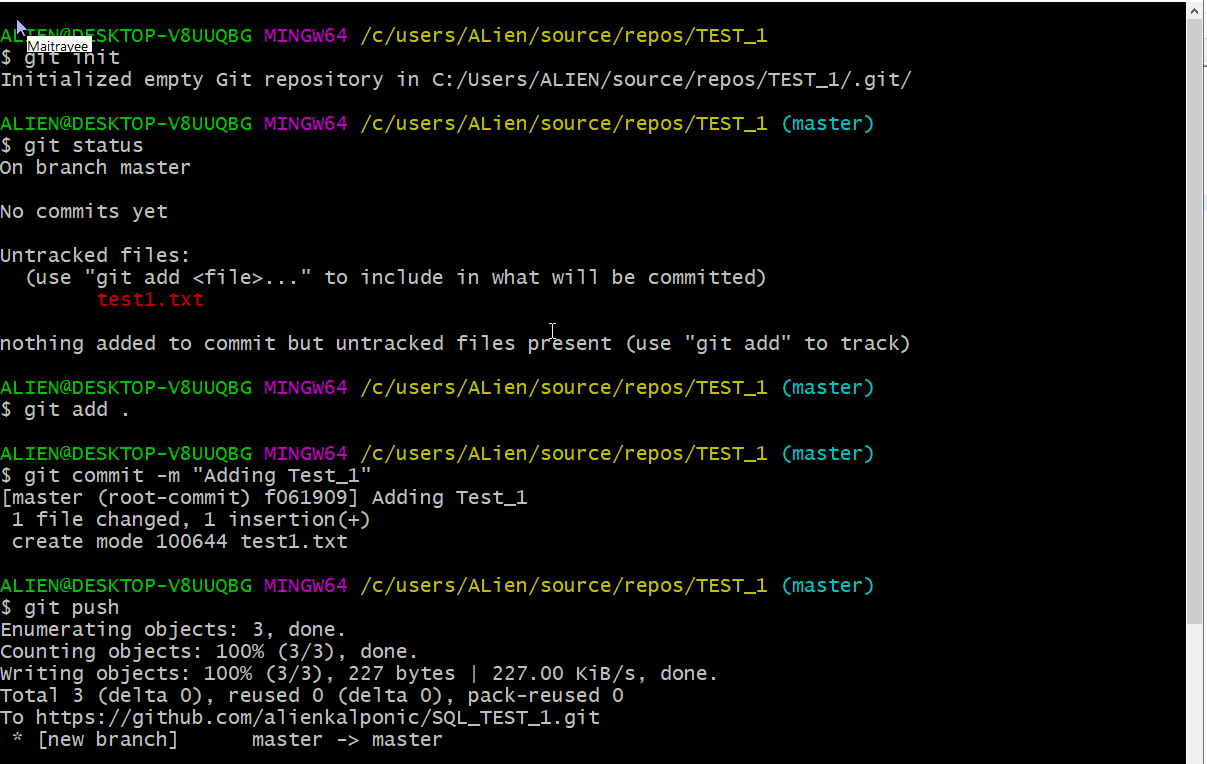 ALIEN@DESKTOP-V8UUQBG MINGW64 /c/users/ALien/source/repos/TEST_1
Maitrayee
$ git init
Initialized empty Git repository in C:/Users/ALIEN/source/repos/TEST_1/.git/
ALIEN@DESKTOP-V8UUQBG MINGW64 /c/users/ALien/source/repos/TEST_1 (master)
$ git status
On branch master
No commits yet
Untracked files:
  (use "git add <file>..." to include in what will be committed)
        test1.txt
nothing added to commit but untracked files present (use "git add" to track)
ALIEN@DESKTOP-V8UUQBG MINGW64 /c/users/ALien/source/repos/TEST_1 (master)
$ git add .
ALIEN@DESKTOP-V8UUQBG MINGW64 /c/users/ALien/source/repos/TEST_1 (master)
$ git commit -m "Adding Test_1"
[master (root-commit) f061909] Adding Test_1
 1 file changed, 1 insertion(+)
 create mode 100644 test1.txt
ALIEN@DESKTOP-V8UUQBG MINGW64 /c/users/ALien/source/repos/TEST_1 (master)
$ git push
Enumerating objects: 3, done.
Counting objects: 100% (3/3), done.
Writing objects: 100% (3/3), 227 bytes | 227.00 KiB/s, done.
Total 3 (delta 0), reused 0 (delta 0), pack-reused 0
To https://github.com/alienkalponic/SQL_TEST_1.git
 * [new branch]      master -> master